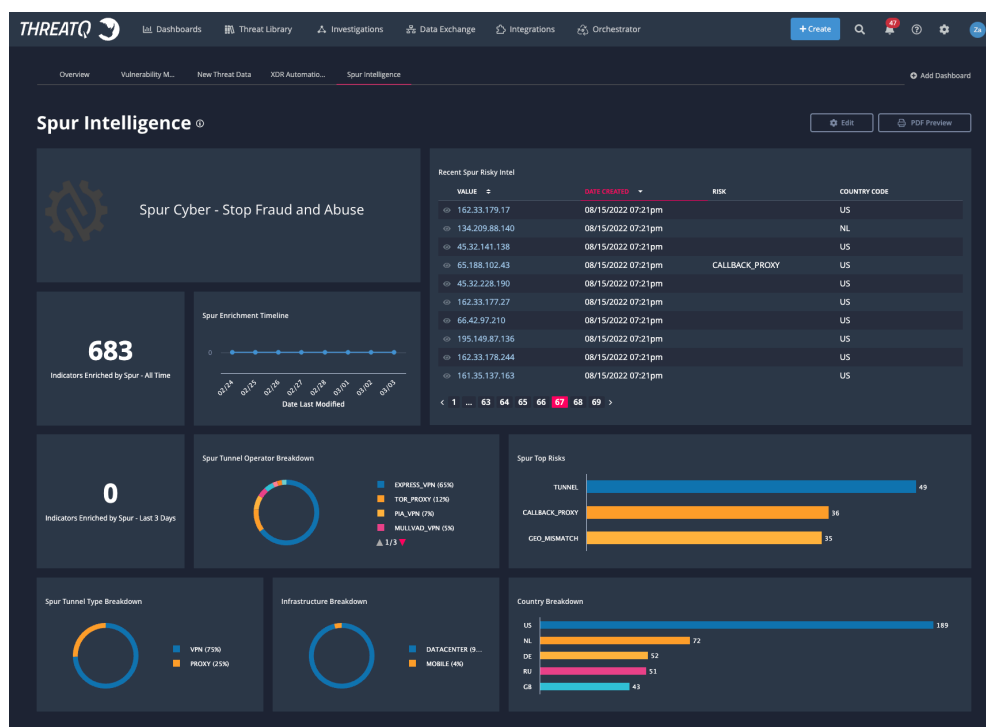 THREATQ Dashboards Threat Library Investigations Data Exchange Integrations Orchestrator + Create 47 Za
Overview Vulnerability M... New Threat Data XDR Automatio... Spur Intelligence Add Dashboard
Spur Intelligence Edit PDF Preview
Spur Cyber - Stop Fraud and Abuse
Recent Spur Risky Intel
VALUE DATE CREATED RISK COUNTRY CODE
162.33.179.17 08/15/2022 07:21pm US
134.209.88.140 08/15/2022 07:21pm NL
45.32.141.138 08/15/2022 07:21pm US
65.188.102.43 08/15/2022 07:21pm CALLBACK_PROXY US
45.32.228.190 08/15/2022 07:21pm US
162.33.177.27 08/15/2022 07:21pm US
66.42.97.210 08/15/2022 07:21pm US
195.149.87.136 08/15/2022 07:21pm US
162.33.178.244 08/15/2022 07:21pm US
161.35.137.163 08/15/2022 07:21pm US
< 1 ... 63 64 65 66 67 68 69 >
683
Indicators Enriched by Spur - All Time
Spur Enrichment Timeline
0
02/24 02/25 02/26 02/27 02/28 03/01 03/02 03/03
Date Last Modified
0
Indicators Enriched by Spur - Last 3 Days
Spur Tunnel Operator Breakdown
EXPRESS_VPN (65%)
TOR_PROXY (12%)
PIA_VPN (7%)
MULLVAD_VPN (5%)
1/3
Spur Top Risks
TUNNEL 49
CALLBACK_PROXY 36
GEO_MISMATCH 35
Spur Tunnel Type Breakdown
VPN (75%)
PROXY (25%)
Infrastructure Breakdown
DATACENTER (9...
MOBILE (4%)
Country Breakdown
US 189
NL 72
DE 52
RU 51
GB 43